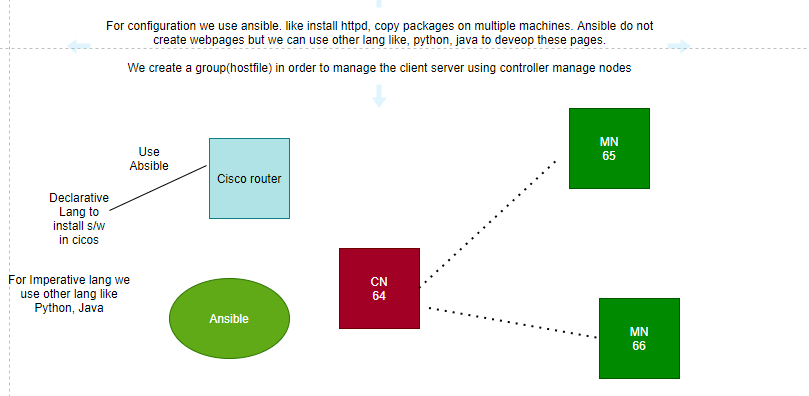 For configuration we use ansible. like install httpd, copy packages on multiple machines. Ansible do not
create webpages but we can use other lang like, python, java to deveop these pages.
We create a group(hostfile) in order to manage the client server using controller manage nodes
MN
65
Use
Absible
Cisco router
Declarative
Lang to
install s/w
in cicos
For Imperative lang we
use other lang like
Python, Java
CN
64
Ansible
MN
66